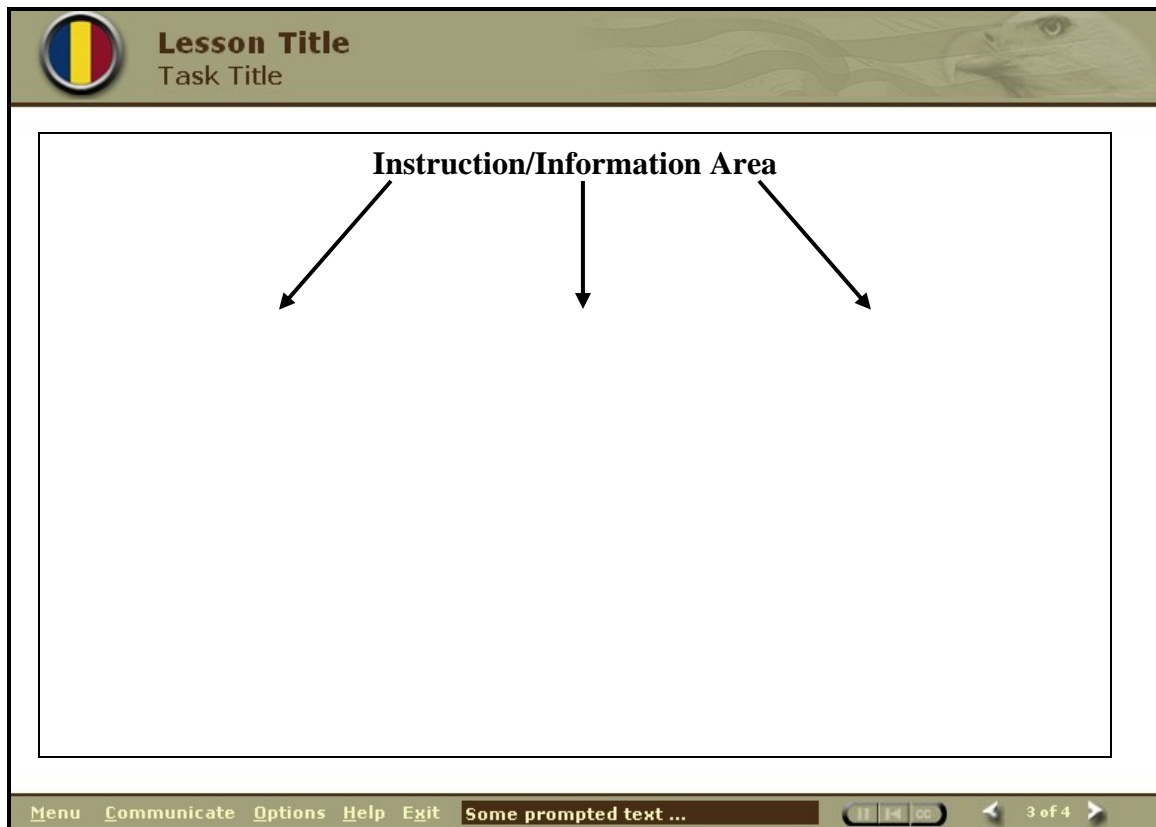 Lesson Title
Task Title
Instruction/Information Area
Menu Communicate Options Help Exit Some prompted text ... CC 3 of 4